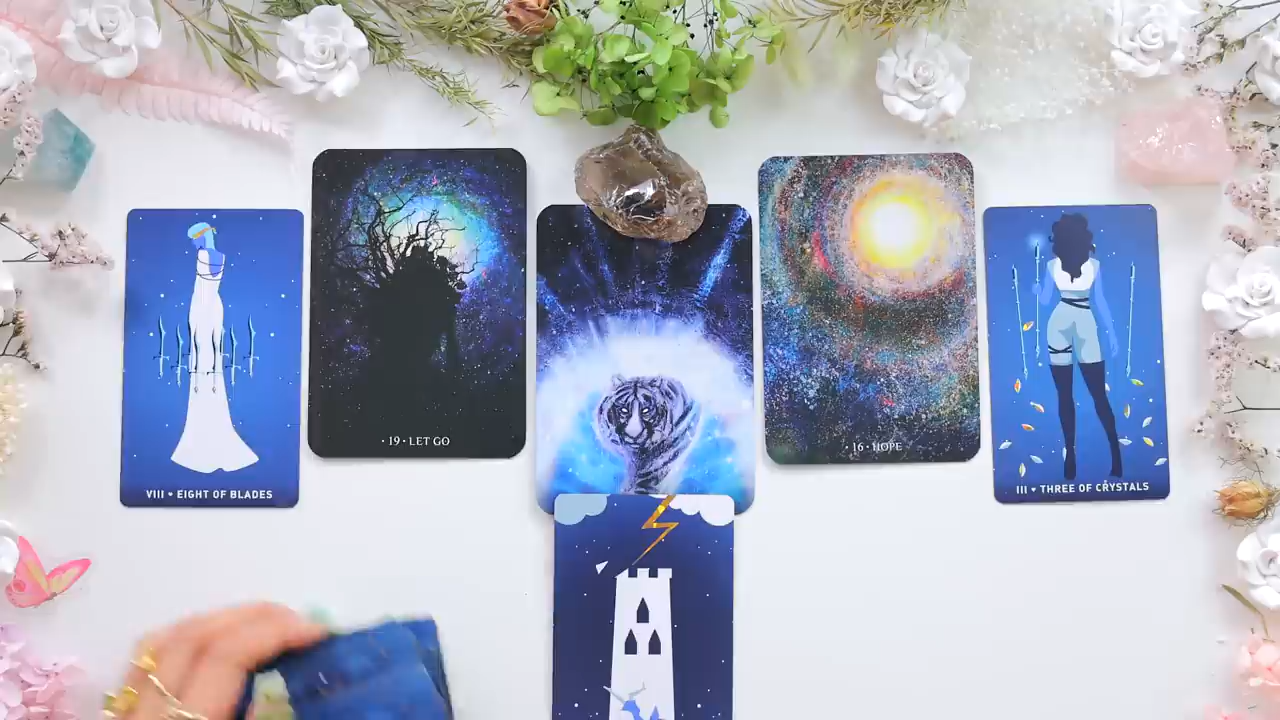 • 19 • LET GO
• 16 • HOPE
VIII • EIGHT OF BLADES
III • THREE OF CRYSTALS